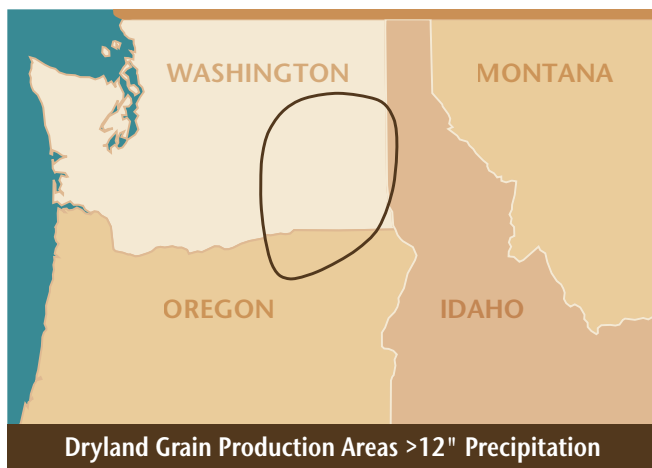 WASHINGTON
MONTANA
OREGON
IDAHO
Dryland Grain Production Areas >12" Precipitation